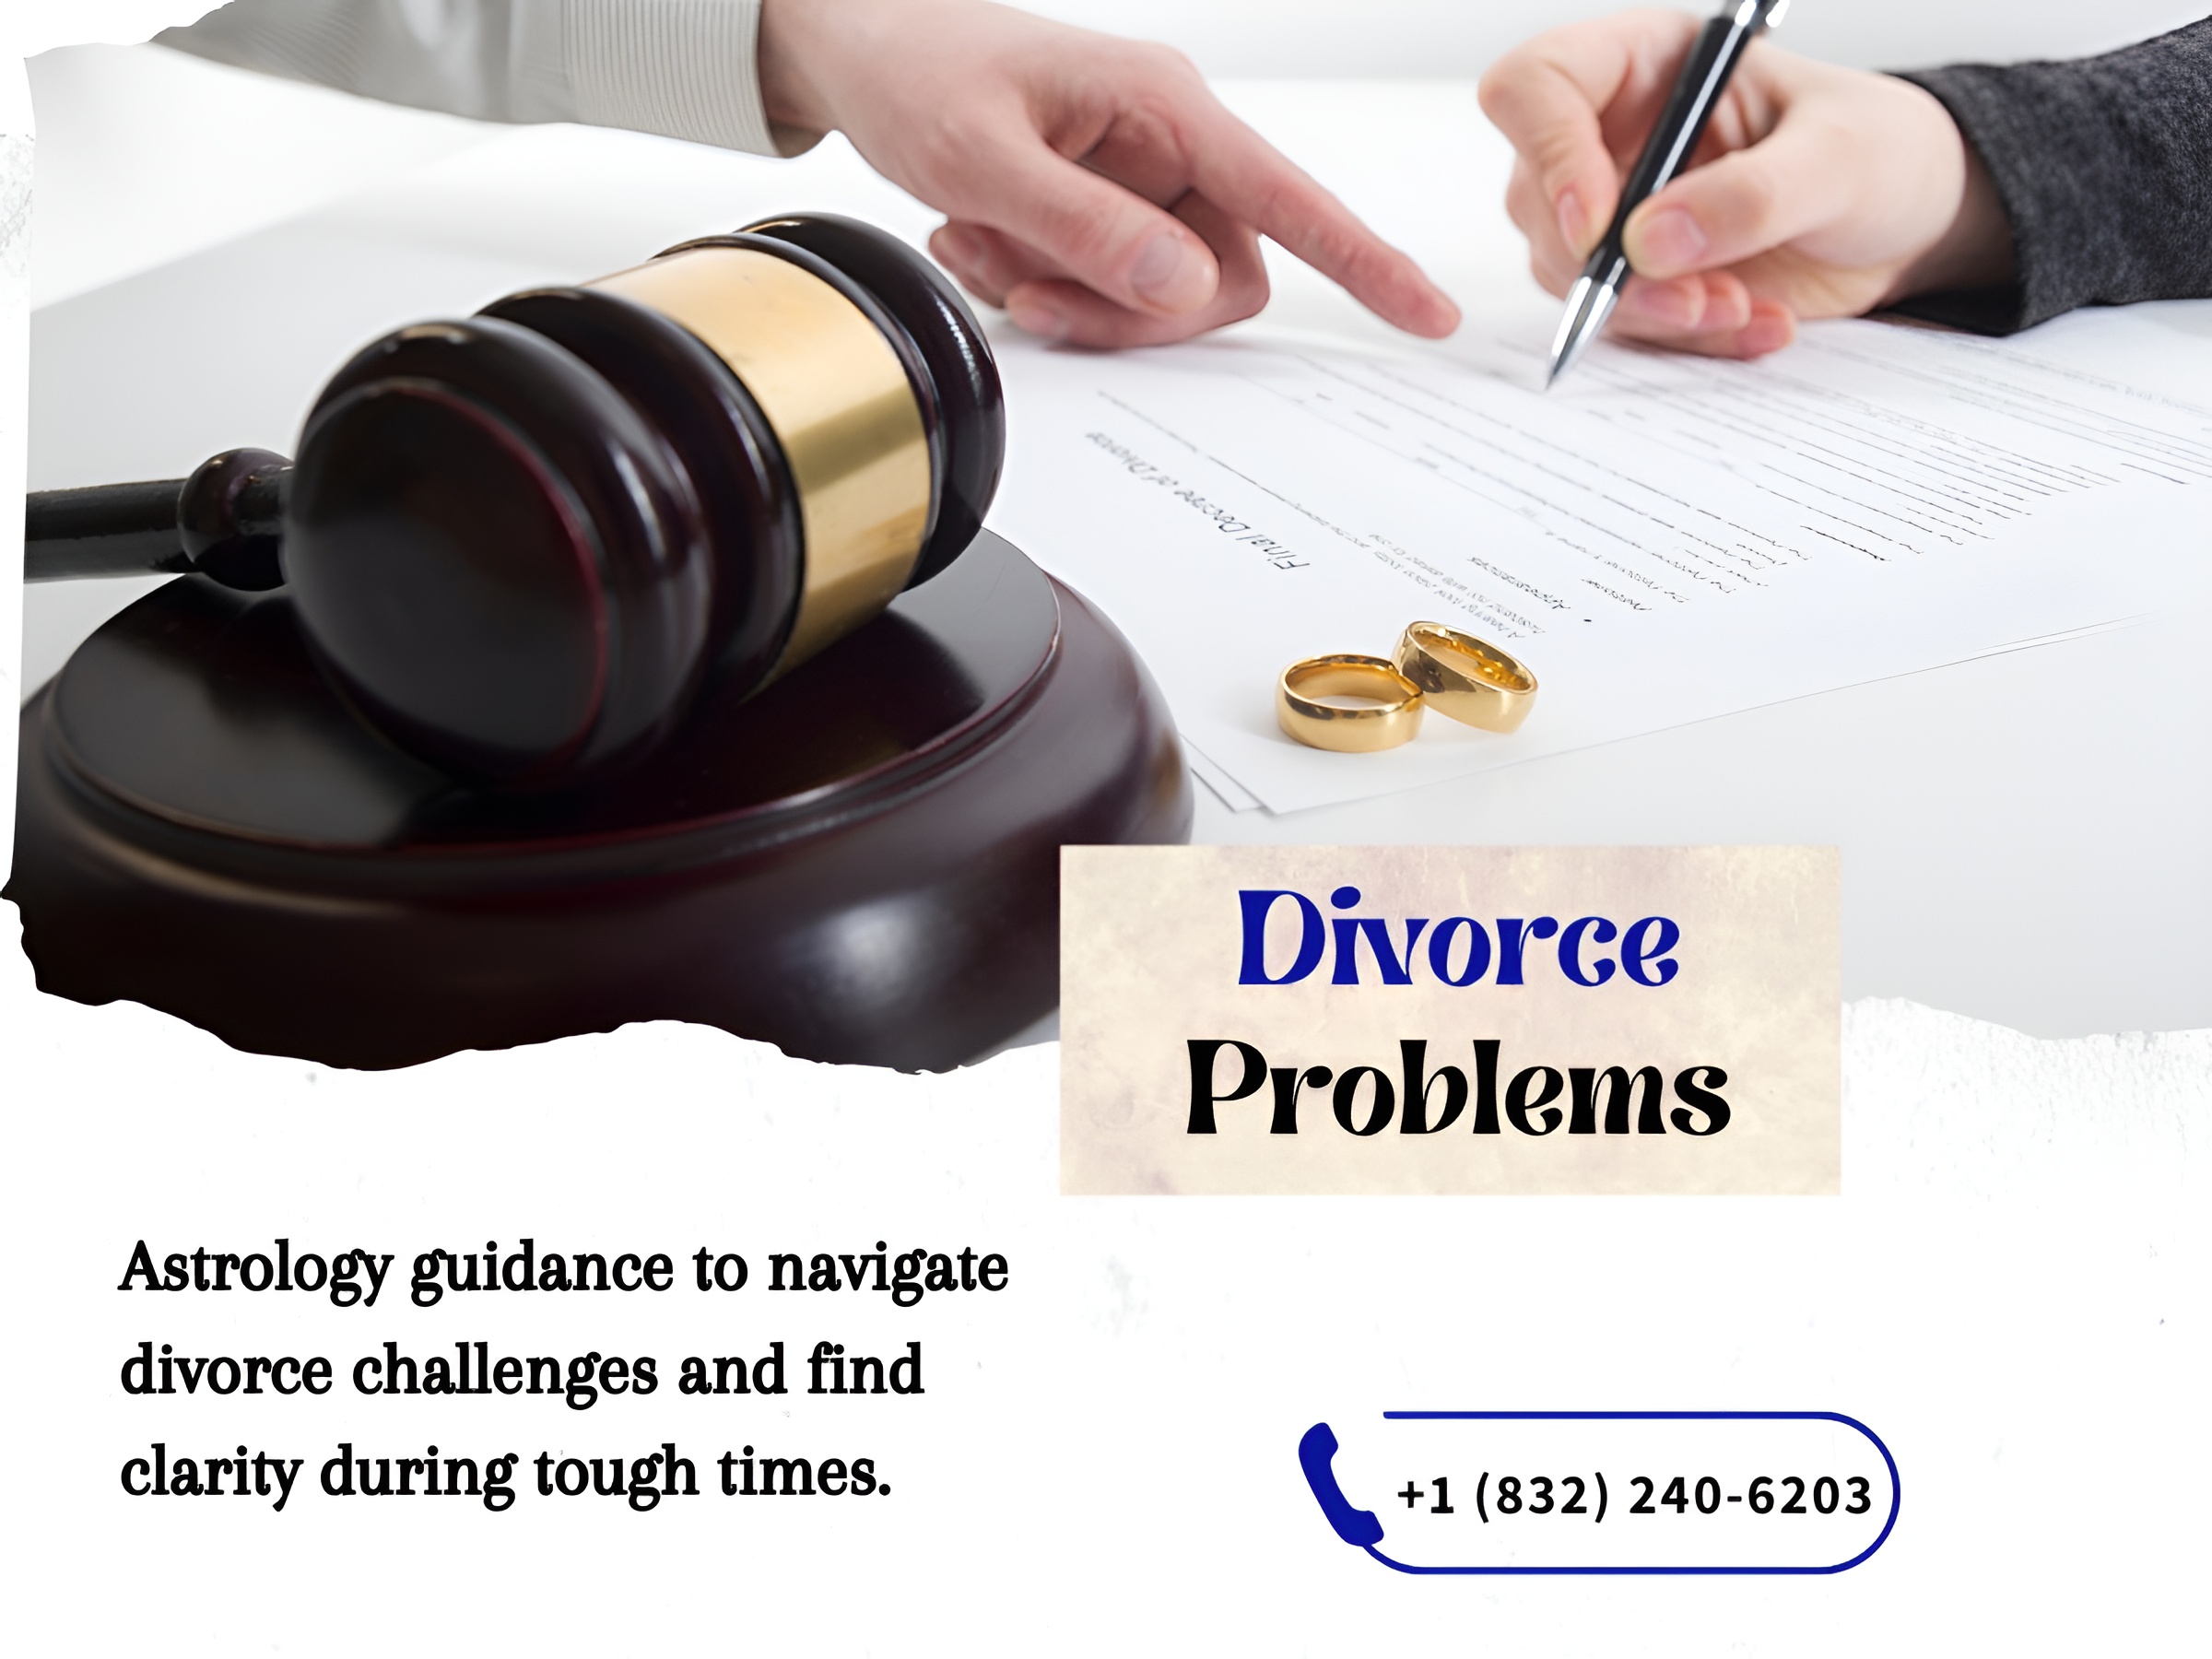 Final Decree of Divorce
Divorce
Problems
Astrology guidance to navigate
divorce challenges and find
clarity during tough times.
+1 (832) 240-6203